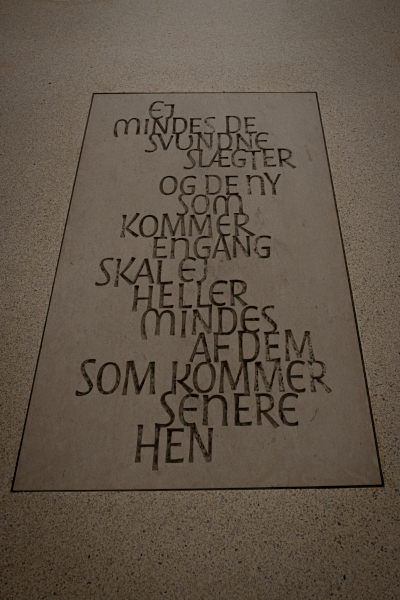 EJ
MINDES DE
SVUNDNE
SLÆGTER
OG DE NY
SOM
KOMMER
ENGANG
SKAL EJ
HELLER
MINDES
AF DEM
SOM KOMMER
SENERE
HEN